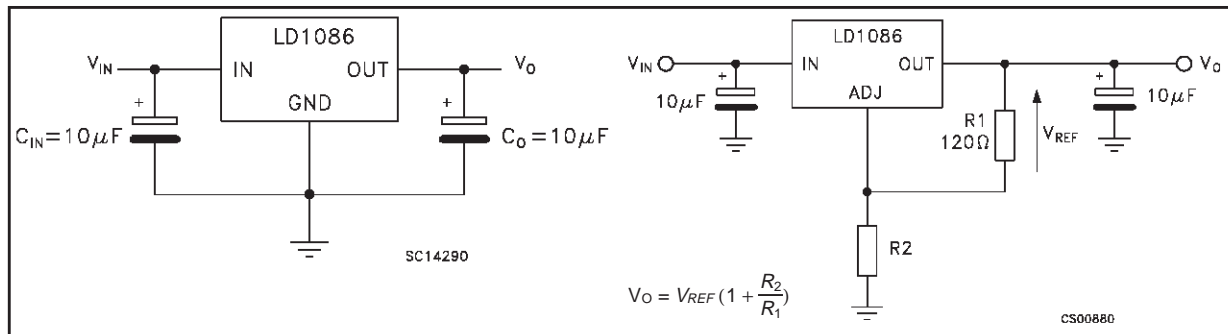 LD1086
V_IN
IN
OUT
V_O
GND
+
+
C_IN=10μF
C_O=10μF
SC14290
LD1086
V_IN
IN
OUT
V_O
ADJ
+
+
10μF
10μF
R1
120Ω
V_REF
R2
V_O = V_REF(1 + R_2/R_1)
CS00880